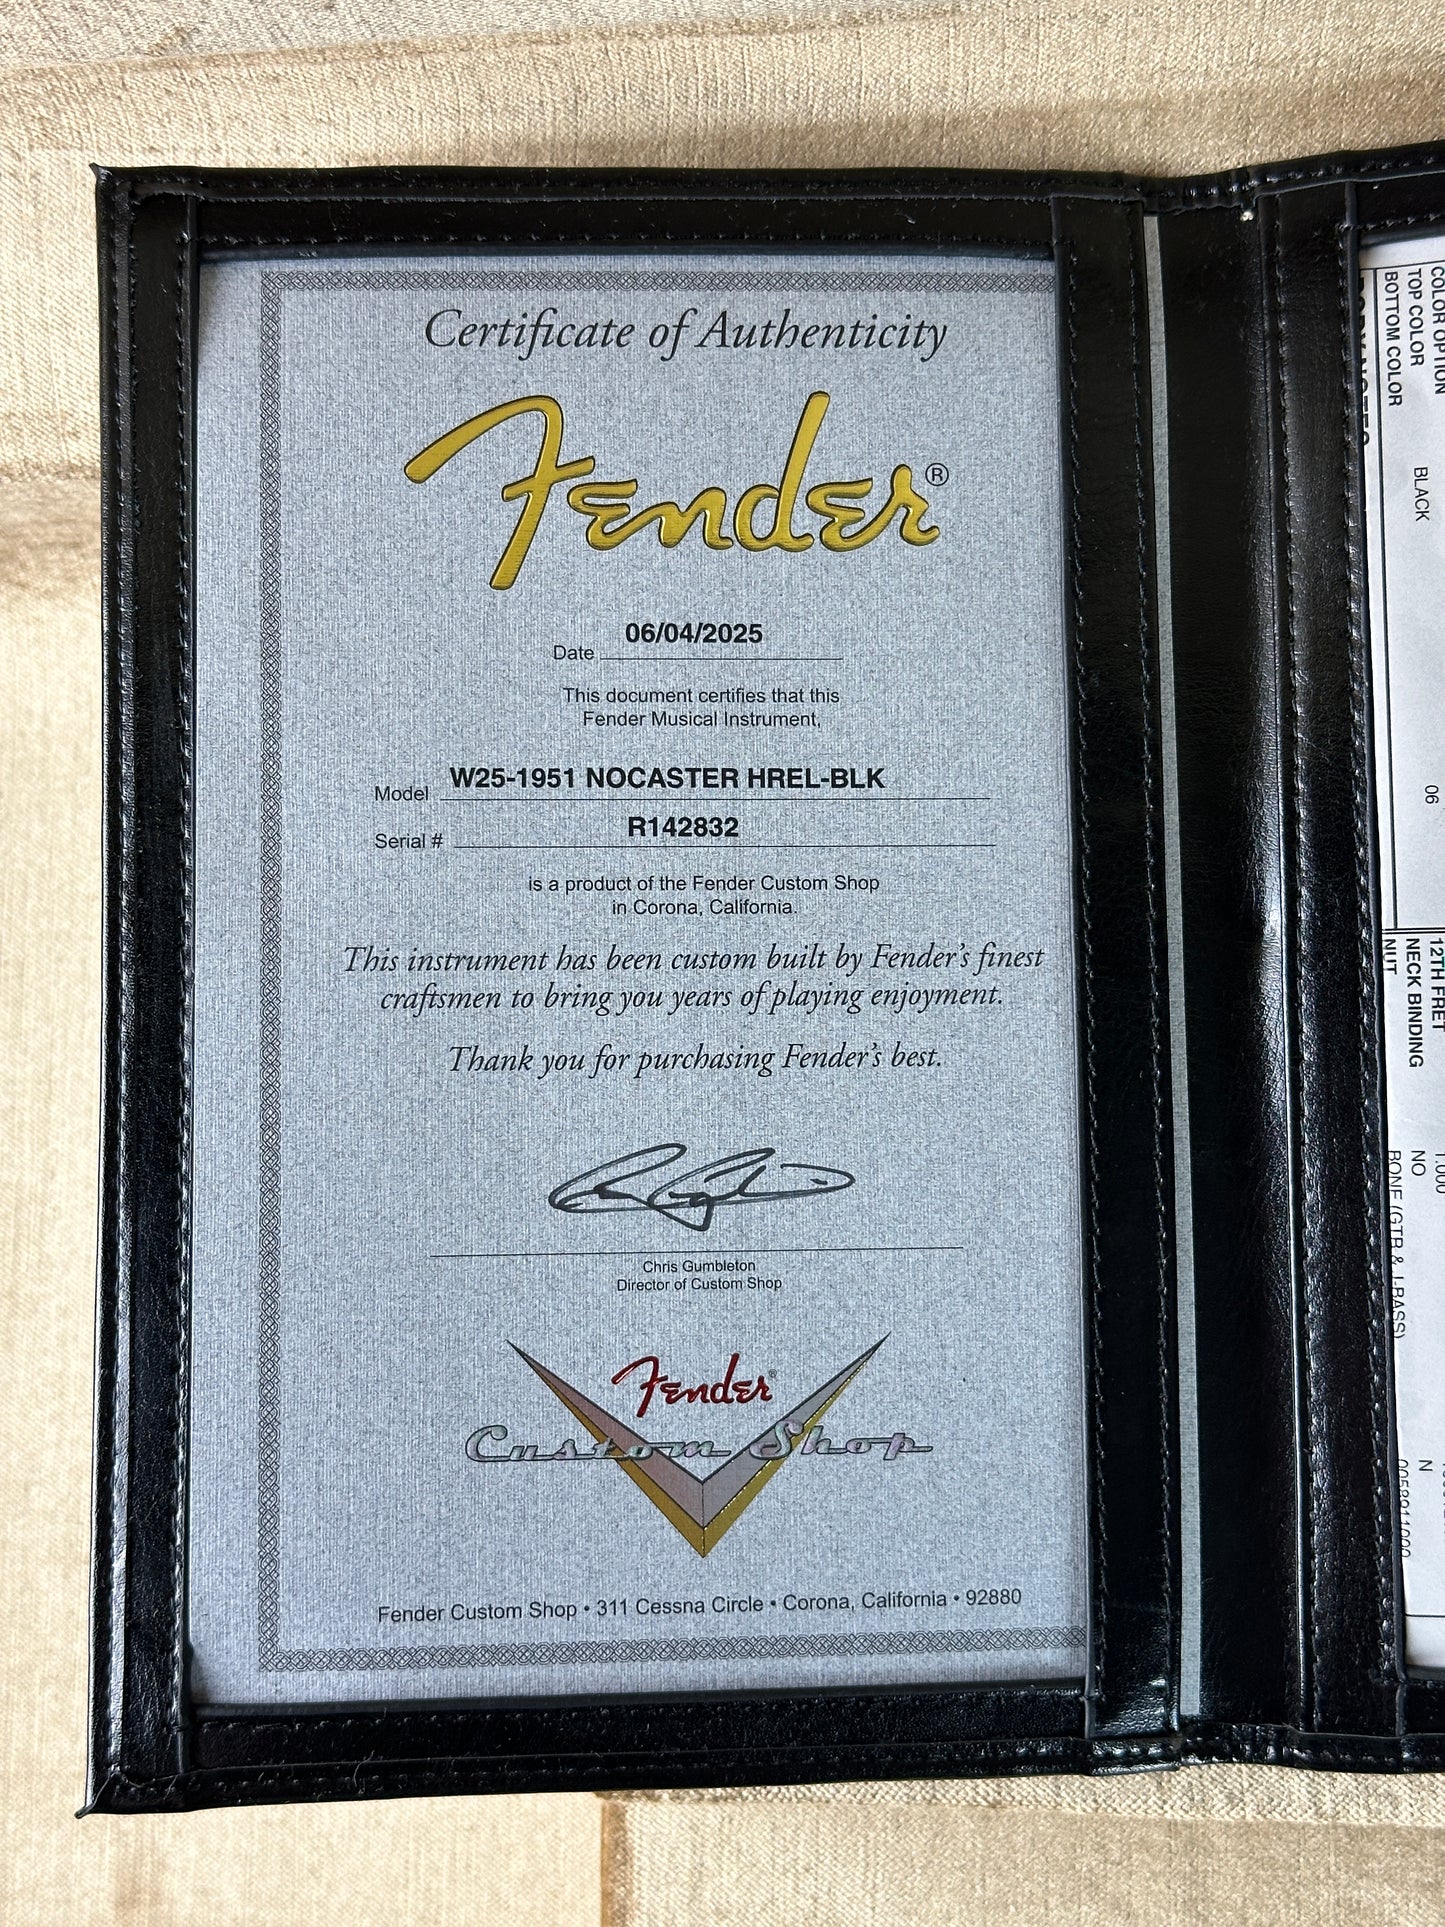 Certificate of Authenticity
Fender®
06/04/2025
Date
This document certifies that this
Fender Musical Instrument,
W25-1951 NOCASTER HREL-BLK
Model
R142832
Serial #
is a product of the Fender Custom Shop
in Corona, California.
This instrument has been custom built by Fender's finest
craftsmen to bring you years of playing enjoyment.
Thank you for purchasing Fender's best.
Chris Gumbleton
Director of Custom Shop
Fender
Custom Shop
Fender Custom Shop • 311 Cessna Circle • Corona, California • 92880
COLOR OPTION
TOP COLOR BLACK 06
BOTTOM COLOR
12TH FRET 1.000
NECK BINDING NO N
NUT BONE (GTR & J-BASS)